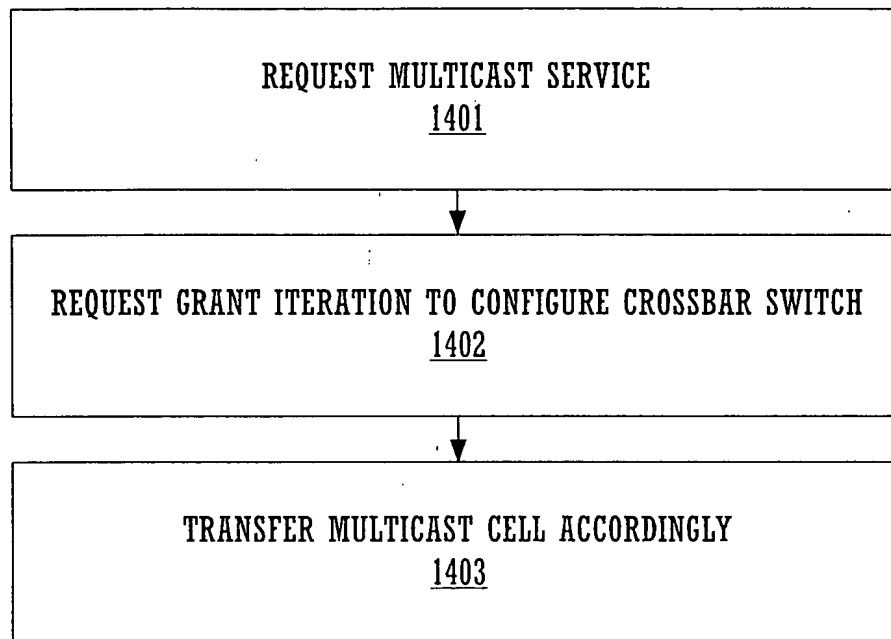 REQUEST MULTICAST SERVICE
1401
REQUEST GRANT ITERATION TO CONFIGURE CROSSBAR SWITCH
1402
TRANSFER MULTICAST CELL ACCORDINGLY
1403